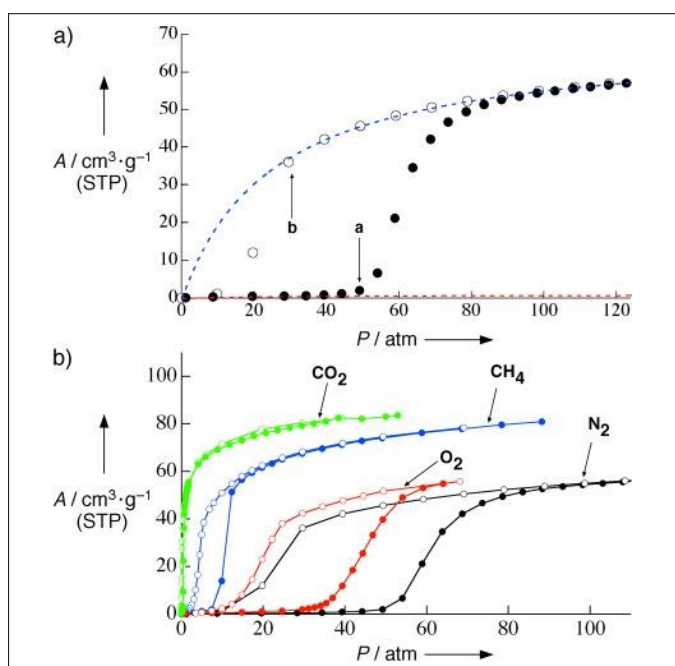 a)
70
60
50
40
30
20
10
0
A / cm³·g⁻¹
(STP)
b
a
0 20 40 60 80 100 120
P / atm
b)
100
80
60
40
20
0
A / cm³·g⁻¹
(STP)
CO₂
CH₄
N₂
O₂
0 20 40 60 80 100
P / atm